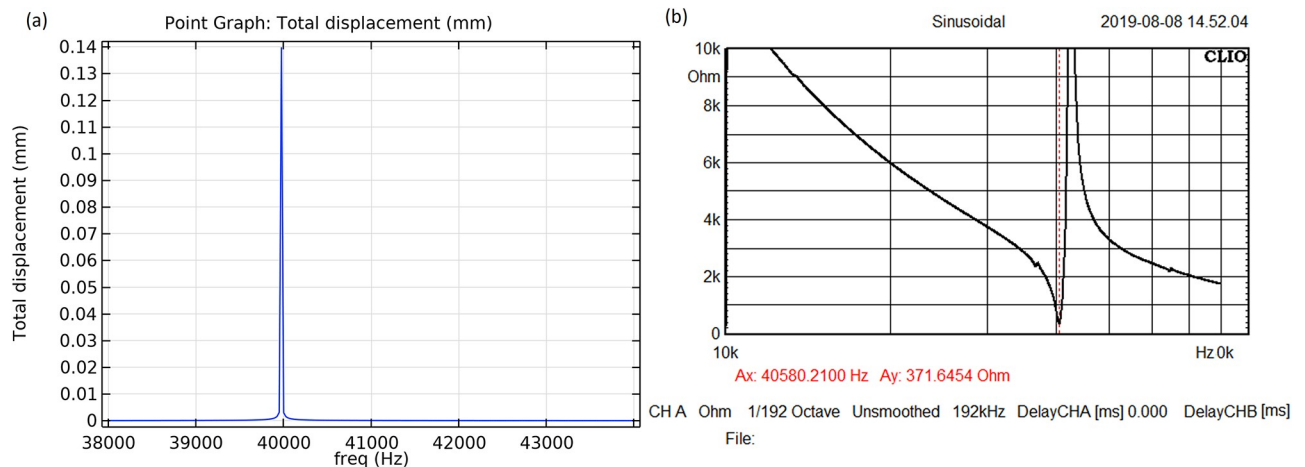 (a)
Point Graph: Total displacement (mm)
0.14
0.13
0.12
0.11
0.1
0.09
0.08
0.07
0.06
0.05
0.04
0.03
0.02
0.01
0
Total displacement (mm)
38000 39000 40000 41000 42000 43000
freq (Hz)
(b)
Sinusoidal 2019-08-08 14.52.04
10k
Ohm
CLIO
8k
6k
4k
2k
0
10k Hz 0k
Ax: 40580.2100 Hz Ay: 371.6454 Ohm
CH A Ohm 1/192 Octave Unsmoothed 192kHz DelayCHA [ms] 0.000 DelayCHB [ms]
File: